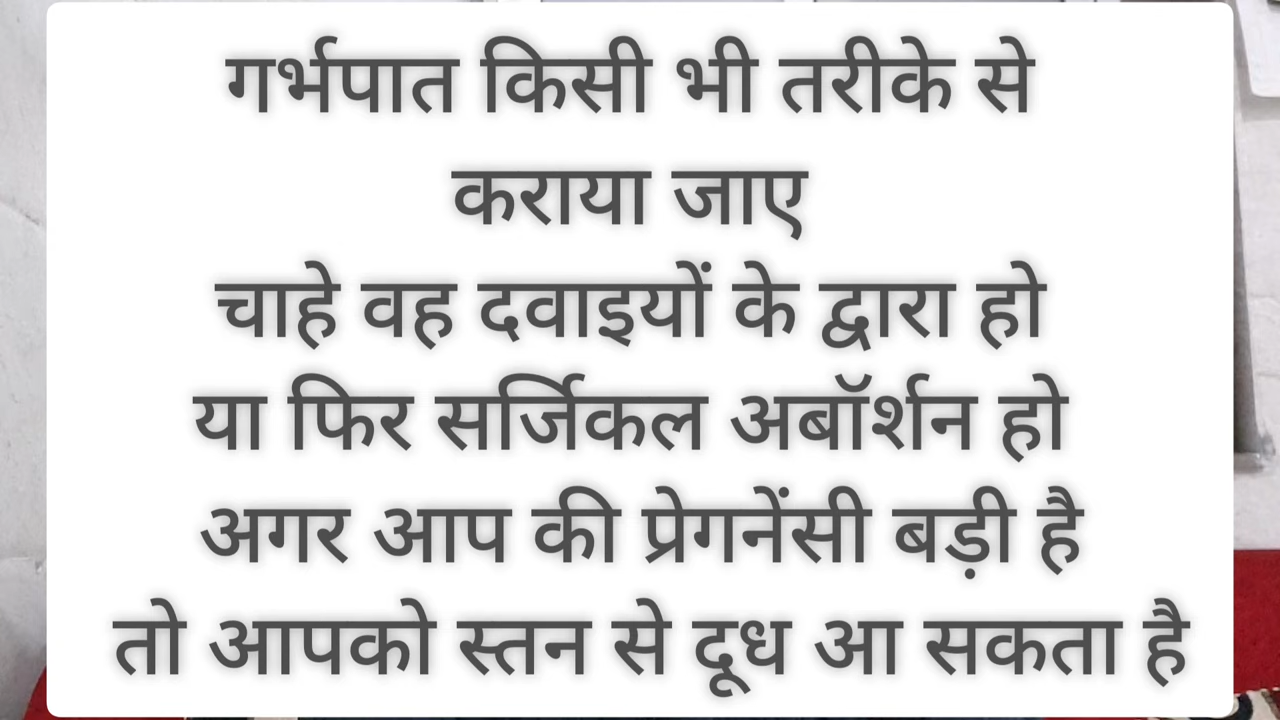 गर्भपात किसी भी तरीके से
कराया जाए
चाहे वह दवाइयों के द्वारा हो
या फिर सर्जिकल अबॉर्शन हो
अगर आप की प्रेगनेंसी बड़ी है
तो आपको स्तन से दूध आ सकता है